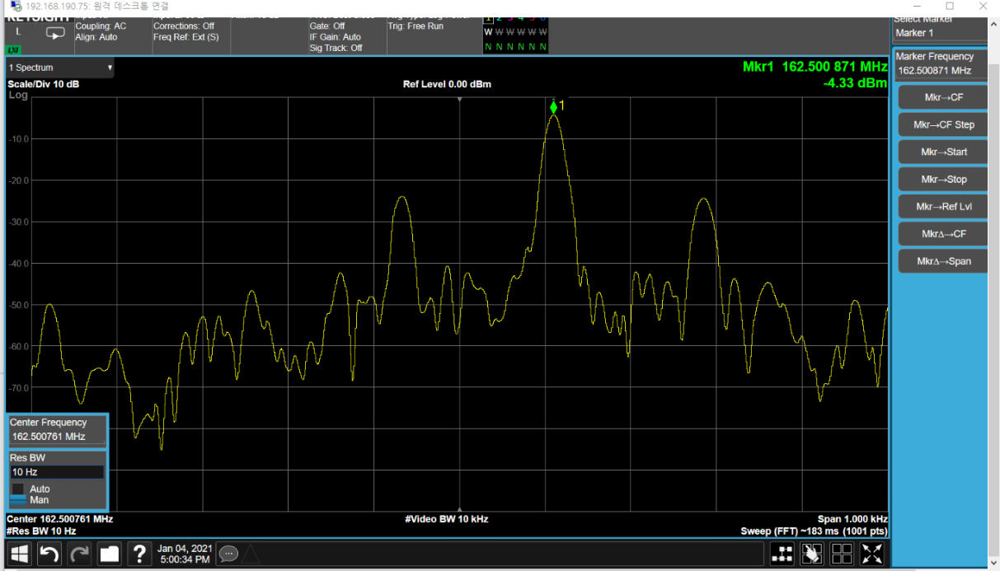 192.168.190.75: 원격 데스크톱 연결
KEYSIGHT
L
Coupling: AC
Align: Auto
Corrections: Off
Freq Ref: Ext (S)
Gate: Off
IF Gain: Auto
Sig Track: Off
Trig: Free Run
1 2 3 4 5 6
W W W W W W
N N N N N N
LXI
Select Marker
Marker 1
1 Spectrum
Scale/Div 10 dB
Log
Ref Level 0.00 dBm
Mkr1 162.500 871 MHz
-4.33 dBm
1
-10.0
-20.0
-30.0
-40.0
-50.0
-60.0
-70.0
Marker Frequency
162.500871 MHz
Mkr→CF
Mkr→CF Step
Mkr→Start
Mkr→Stop
Mkr→Ref Lvl
MkrΔ→CF
MkrΔ→Span
Center Frequency
162.500761 MHz
Res BW
10 Hz
Auto
Man
Center 162.500761 MHz
#Res BW 10 Hz
#Video BW 10 kHz
Span 1.000 kHz
Sweep (FFT) ~183 ms (1001 pts)
?
Jan 04, 2021
5:00:34 PM